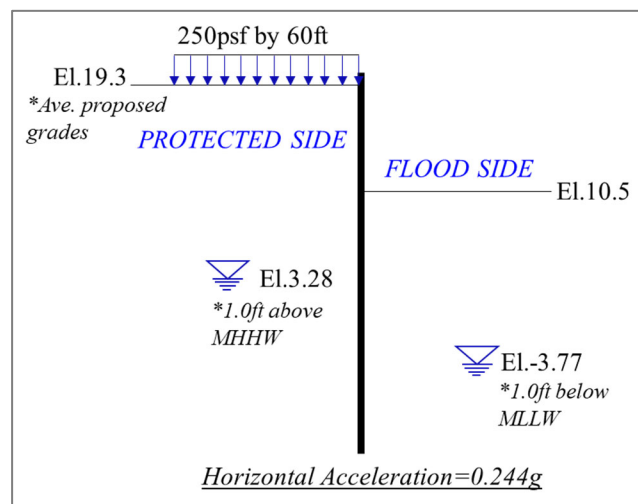 250psf by 60ft
El.19.3
*Ave. proposed
grades
PROTECTED SIDE
FLOOD SIDE
El.10.5
El.3.28
*1.0ft above
MHHW
El.-3.77
*1.0ft below
MLLW
Horizontal Acceleration=0.244g